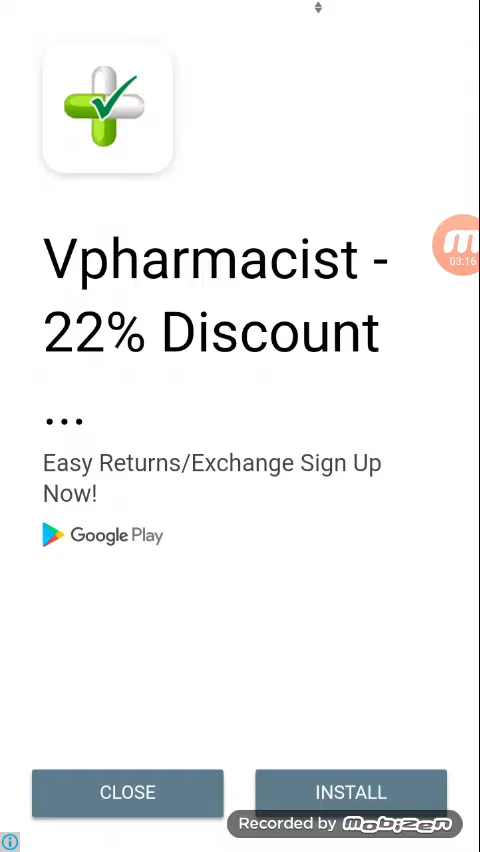 03:16
Vpharmacist -
22% Discount
...
Easy Returns/Exchange Sign Up
Now!
Google Play
CLOSE
INSTALL
Recorded by mobizen